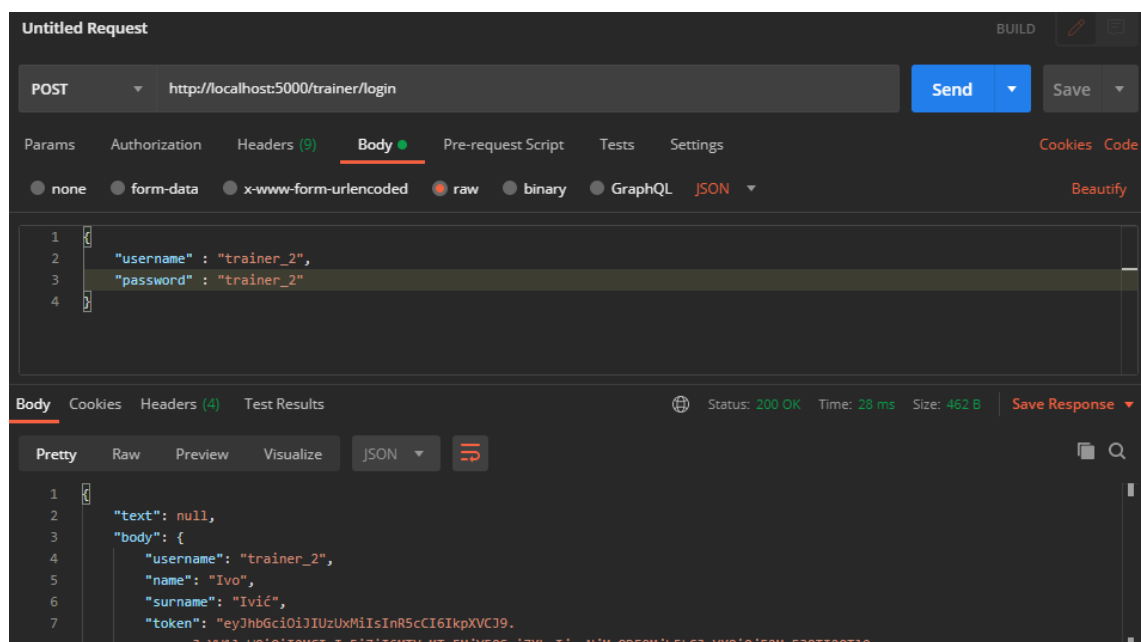 Untitled Request
BUILD
POST http://localhost:5000/trainer/login Send Save
Params Authorization Headers (9) Body Pre-request Script Tests Settings Cookies Code
none form-data x-www-form-urlencoded raw binary GraphQL JSON Beautify
1 {
2 "username" : "trainer_2",
3 "password" : "trainer_2"
4 }
Body Cookies Headers (4) Test Results Status: 200 OK Time: 28 ms Size: 462 B Save Response
Pretty Raw Preview Visualize JSON
1 {
2 "text": null,
3 "body": {
4 "username": "trainer_2",
5 "name": "Ivo",
6 "surname": "Ivić",
7 "token": "eyJhbGciOiJIUzUxMiIsInR5cCI6IkpXVCJ9.